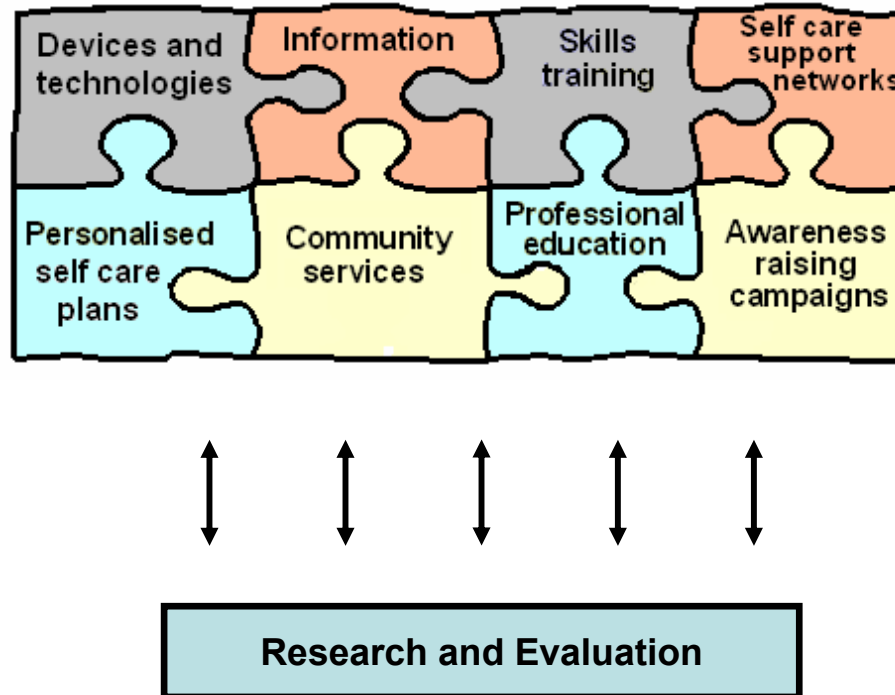 Devices and
technologies
Information
Skills
training
Self care
support
networks
Personalised
self care
plans
Community
services
Professional
education
Awareness
raising
campaigns
Research and Evaluation